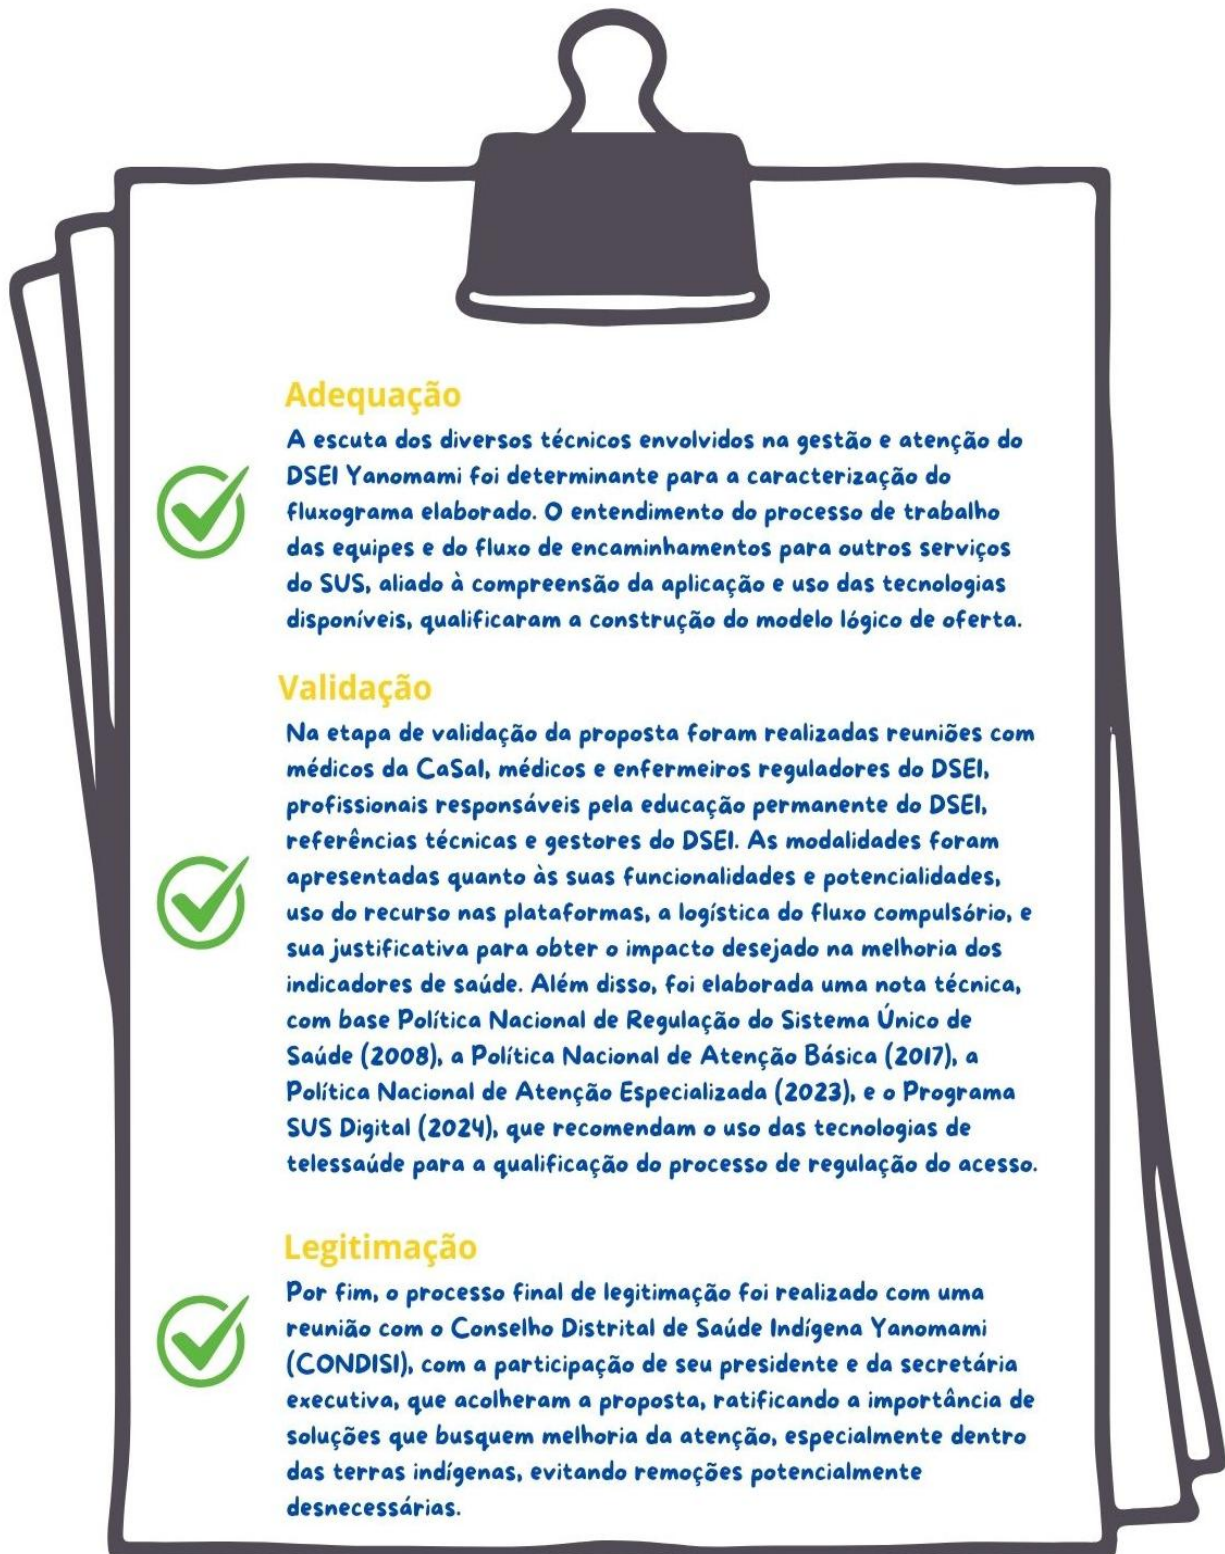 Adequação
A escuta dos diversos técnicos envolvidos na gestão e atenção do
DSEI Yanomami foi determinante para a caracterização do
fluxograma elaborado. O entendimento do processo de trabalho
das equipes e do fluxo de encaminhamentos para outros serviços
do SUS, aliado à compreensão da aplicação e uso das tecnologias
disponíveis, qualificaram a construção do modelo lógico de oferta.
Validação
Na etapa de validação da proposta foram realizadas reuniões com
médicos da CaSaI, médicos e enfermeiros reguladores do DSEI,
profissionais responsáveis pela educação permanente do DSEI,
referências técnicas e gestores do DSEI. As modalidades foram
apresentadas quanto às suas funcionalidades e potencialidades,
uso do recurso nas plataformas, a logística do fluxo compulsório, e
sua justificativa para obter o impacto desejado na melhoria dos
indicadores de saúde. Além disso, foi elaborada uma nota técnica,
com base Política Nacional de Regulação do Sistema Único de
Saúde (2008), a Política Nacional de Atenção Básica (2017), a
Política Nacional de Atenção Especializada (2023), e o Programa
SUS Digital (2024), que recomendam o uso das tecnologias de
telessaúde para a qualificação do processo de regulação do acesso.
Legitimação
Por fim, o processo final de legitimação foi realizado com uma
reunião com o Conselho Distrital de Saúde Indígena Yanomami
(CONDISI), com a participação de seu presidente e da secretária
executiva, que acolheram a proposta, ratificando a importância de
soluções que busquem melhoria da atenção, especialmente dentro
das terras indígenas, evitando remoções potencialmente
desnecessárias.